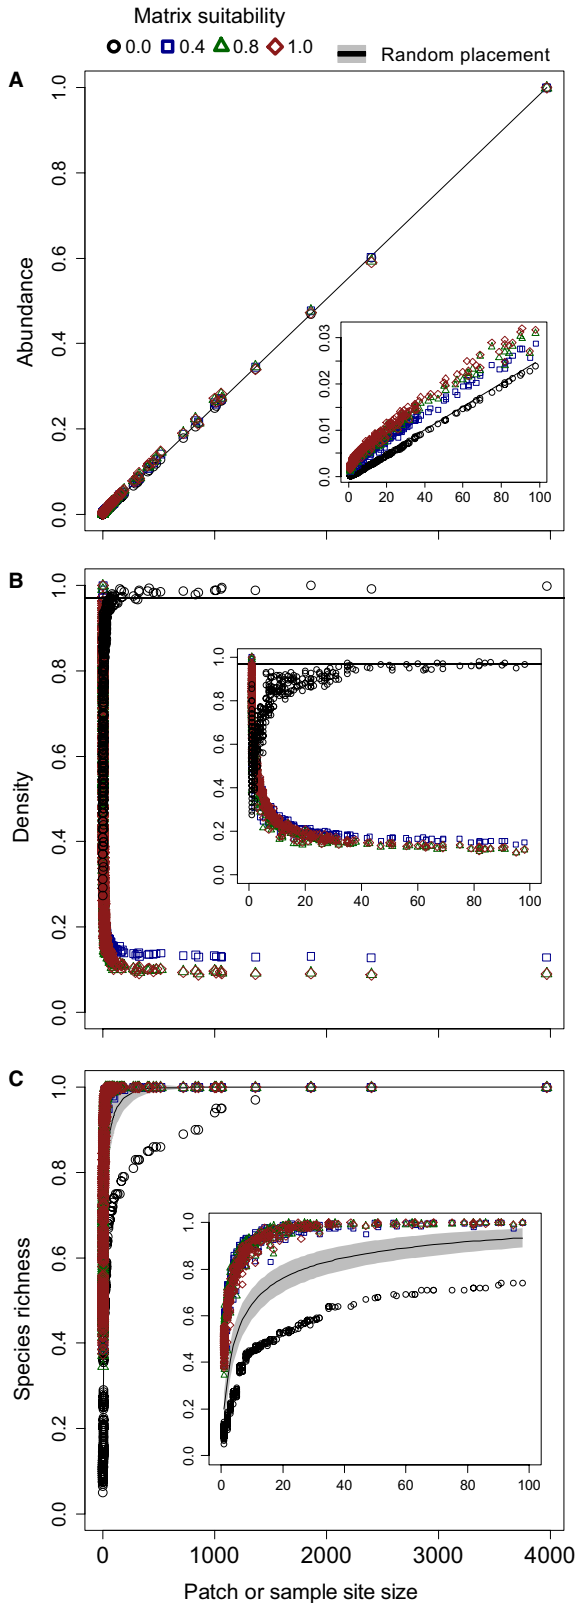 Matrix suitability
0.0 0.4 0.8 1.0 Random placement
A
Abundance
0.0 0.2 0.4 0.6 0.8 1.0
0.0 0.01 0.02 0.03
0 20 40 60 80 100
B
Density
0.0 0.2 0.4 0.6 0.8 1.0
0.0 0.2 0.4 0.6 0.8 1.0
0 20 40 60 80 100
C
Species richness
0.0 0.2 0.4 0.6 0.8 1.0
0.0 0.2 0.4 0.6 0.8 1.0
0 20 40 60 80 100
0 1000 2000 3000 4000
Patch or sample site size